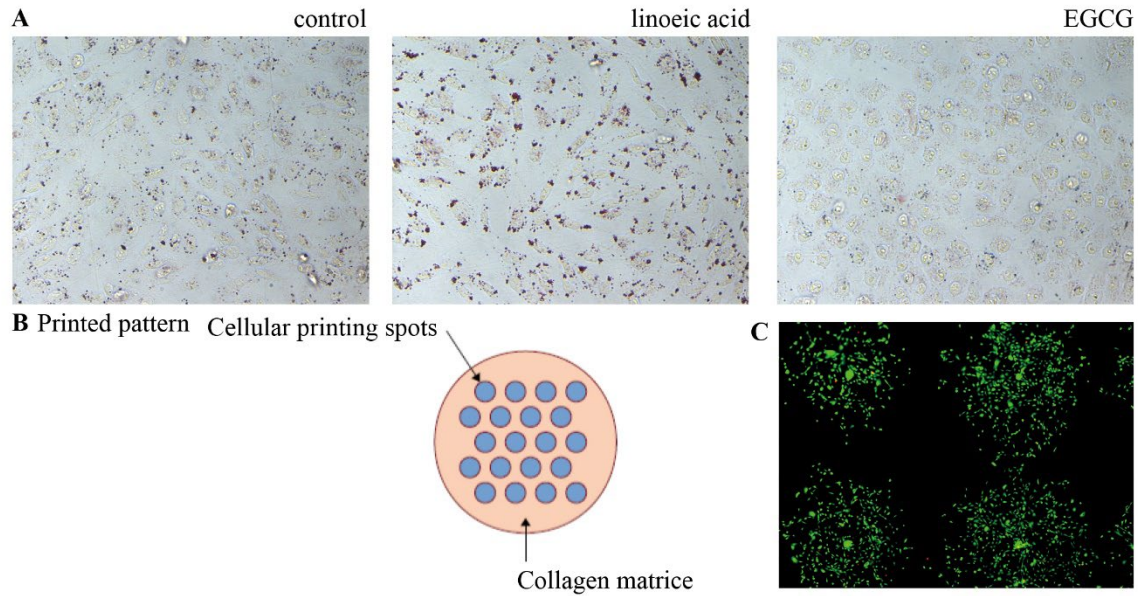 A
control
linoeic acid
EGCG
B Printed pattern
Cellular printing spots
Collagen matrice
C